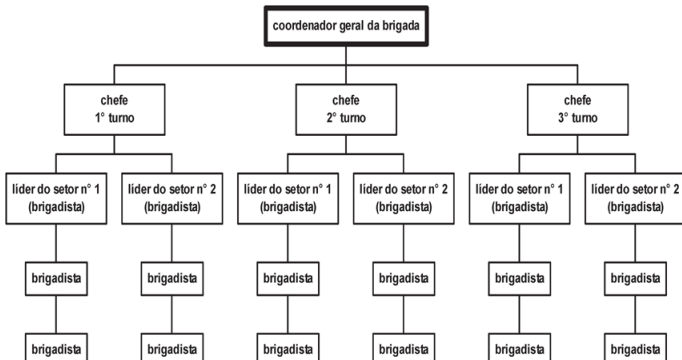 coordenador geral da brigada
chefe
1° turno
chefe
2° turno
chefe
3° turno
líder do setor n° 1
(brigadista)
líder do setor n° 2
(brigadista)
líder do setor n° 1
(brigadista)
líder do setor n° 2
(brigadista)
líder do setor n° 1
(brigadista)
líder do setor n° 2
(brigadista)
brigadista
brigadista
brigadista
brigadista
brigadista
brigadista
brigadista
brigadista
brigadista
brigadista
brigadista
brigadista